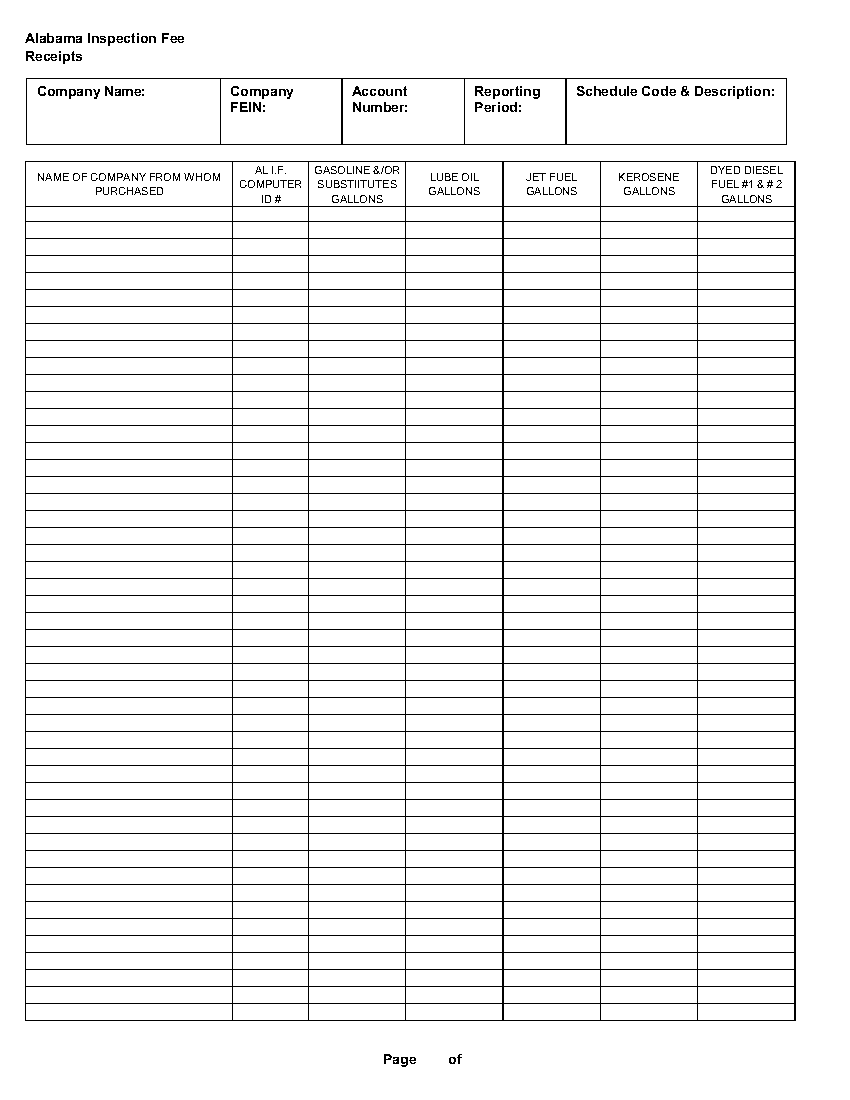 Alabama Inspection Fee
Receipts
Company Name:
Company
FEIN:
Account
Number:
Reporting
Period:
Schedule Code & Description:
NAME OF COMPANY FROM WHOM
PURCHASED
AL I.F.
COMPUTER
ID #
GASOLINE &/OR
SUBSTIITUTES
GALLONS
LUBE OIL
GALLONS
JET FUEL
GALLONS
KEROSENE
GALLONS
DYED DIESEL
FUEL #1 & # 2
GALLONS
Page of